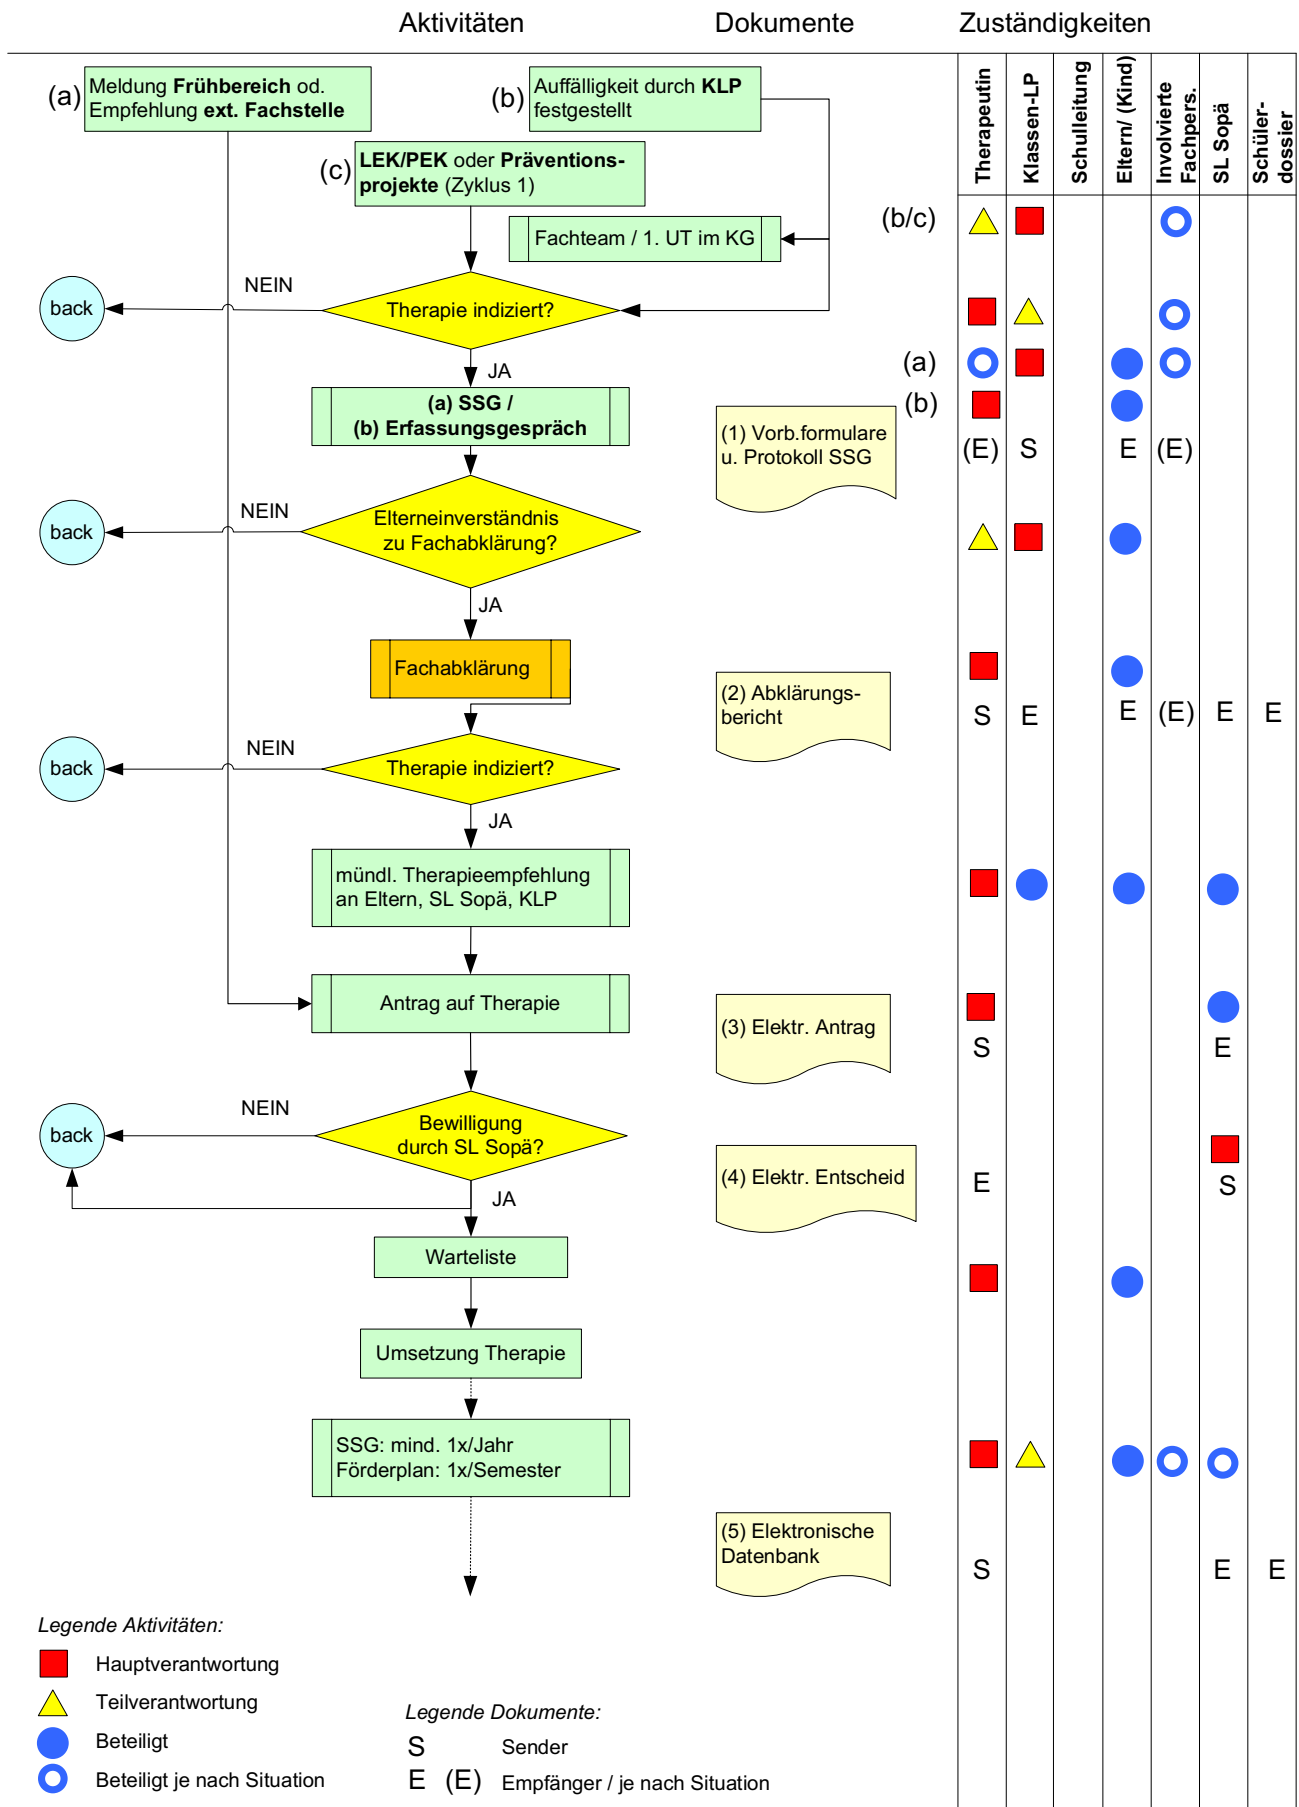 Aktivitäten
Dokumente
Zuständigkeiten
Therapeutin
Klassen-LP
Schulleitung
Eltern/ (Kind)
Involvierte
Fachpers.
SL Sopä
Schüler-
dossier
(a)
Meldung Frühbereich od.
Empfehlung ext. Fachstelle
(b)
Auffälligkeit durch KLP
festgestellt
(c)
LEK/PEK oder Präventions-
projekte (Zyklus 1)
Fachteam / 1. UT im KG
(b/c)
back
NEIN
Therapie indiziert?
JA
(a)
(a) SSG /
(b) Erfassungsgespräch
(b)
(1) Vorb.formulare
u. Protokoll SSG
(E) S E (E)
back
NEIN
Elterneinverständnis
zu Fachabklärung?
JA
Fachabklärung
(2) Abklärungs-
bericht
S E E (E) E E
back
NEIN
Therapie indiziert?
JA
mündl. Therapieempfehlung
an Eltern, SL Sopä, KLP
Antrag auf Therapie
(3) Elektr. Antrag
S E
back
NEIN
Bewilligung
durch SL Sopä?
JA
(4) Elektr. Entscheid
E S
Warteliste
Umsetzung Therapie
SSG: mind. 1x/Jahr
Förderplan: 1x/Semester
(5) Elektronische
Datenbank
S E E
Legende Aktivitäten:
Hauptverantwortung
Teilverantwortung
Beteiligt
Beteiligt je nach Situation
Legende Dokumente:
S Sender
E (E) Empfänger / je nach Situation